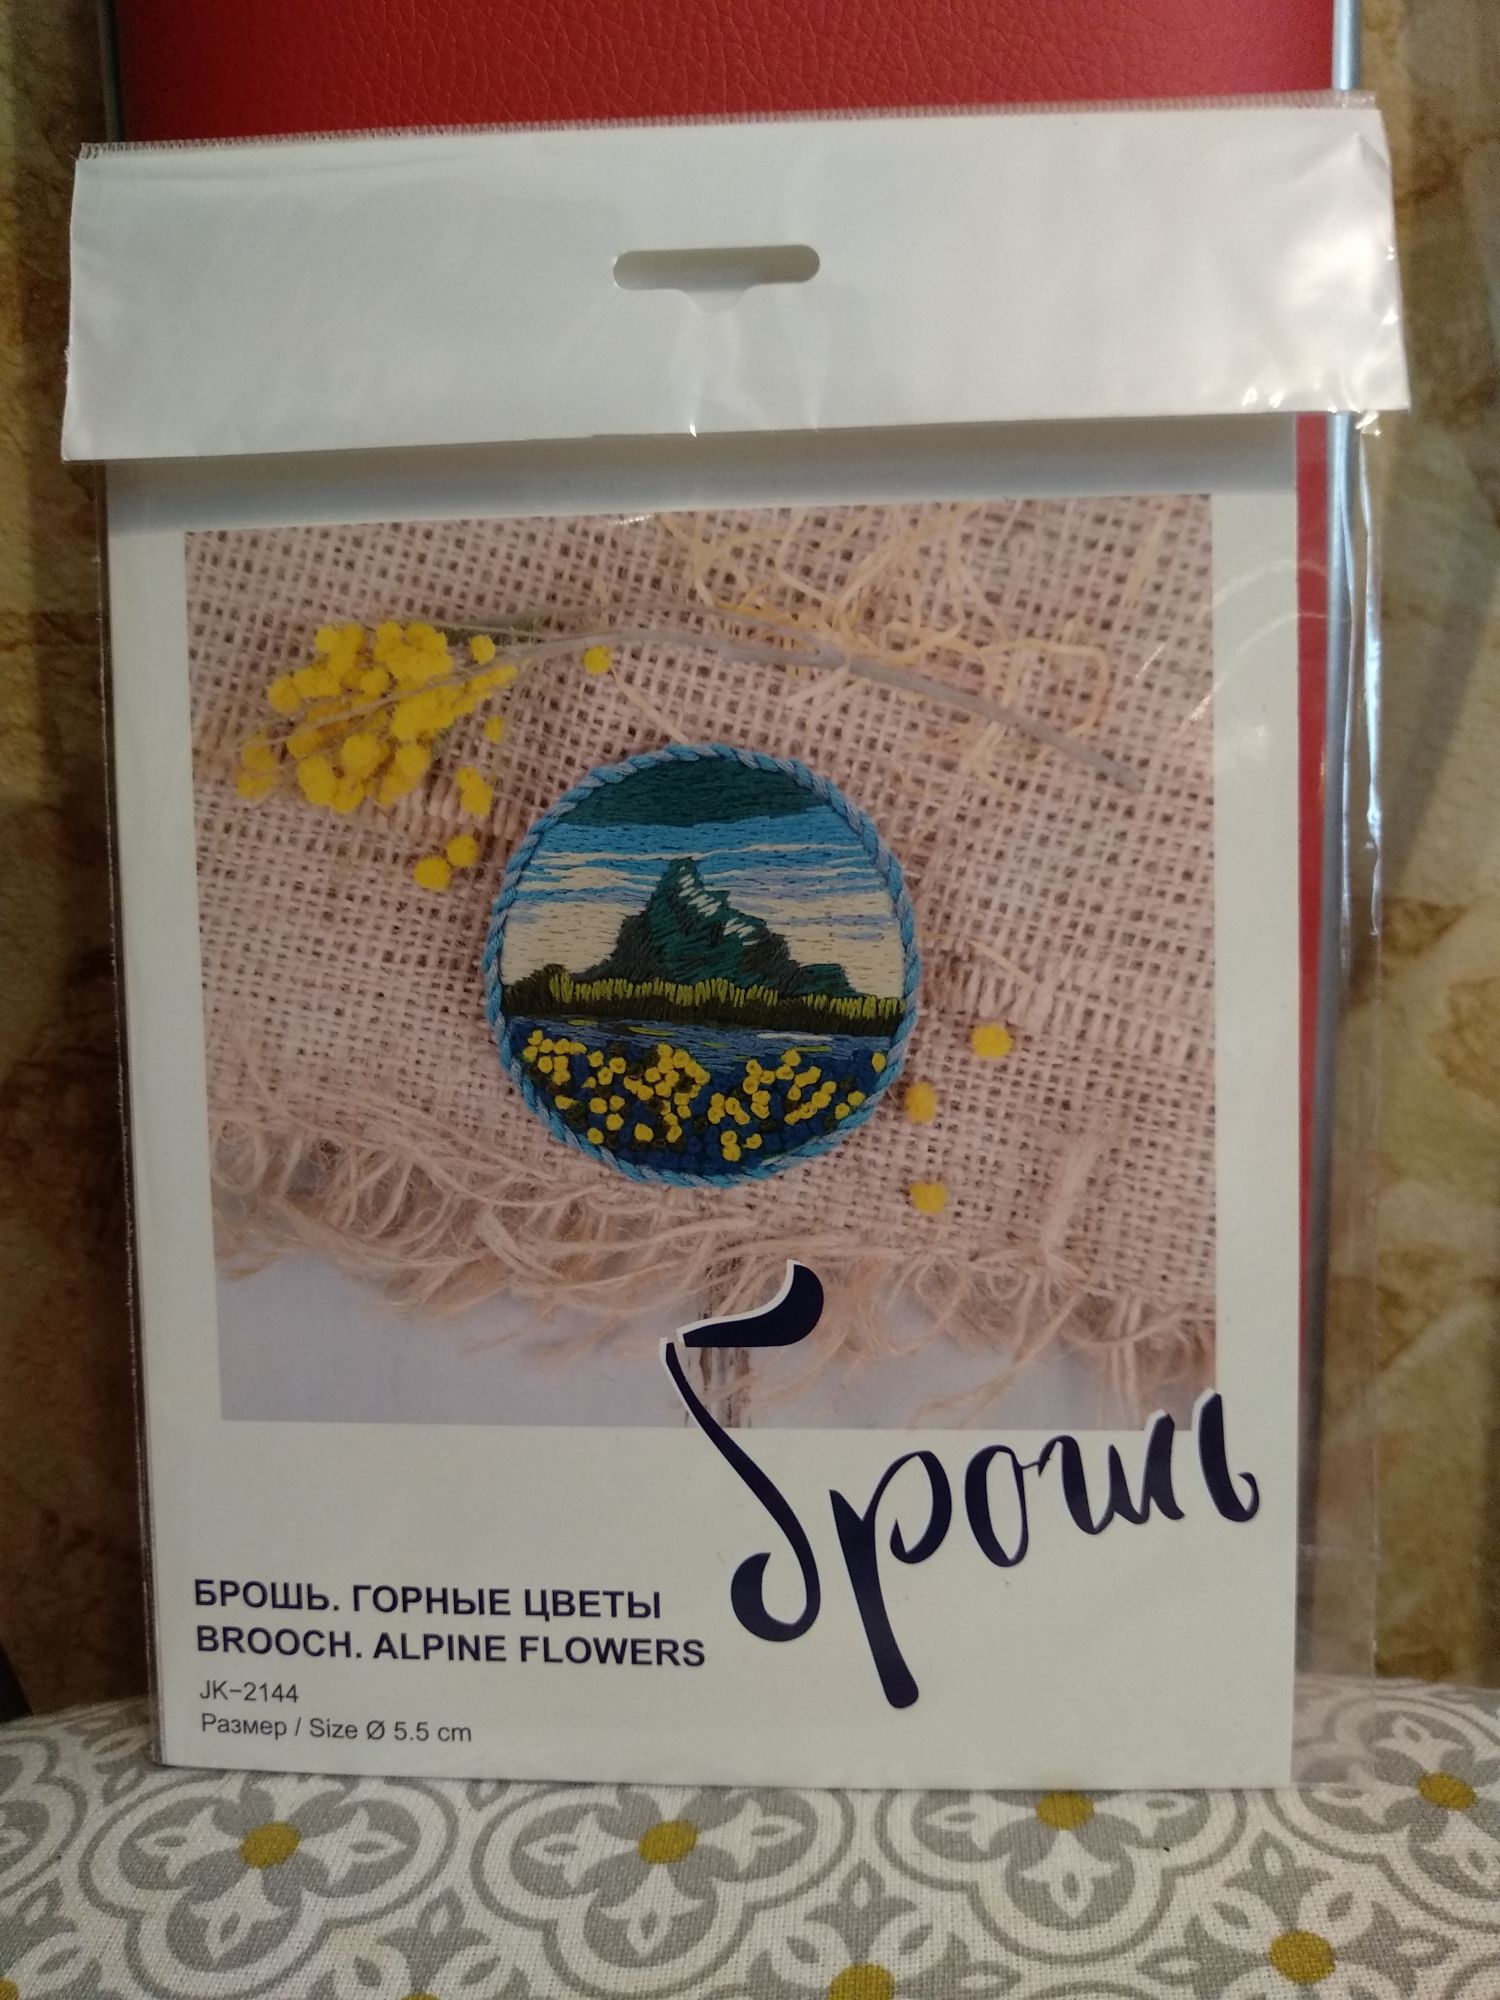 брошь
БРОШЬ. ГОРНЫЕ ЦВЕТЫ
BROOCH. ALPINE FLOWERS
JK-2144
Размер / Size Ø 5.5 cm